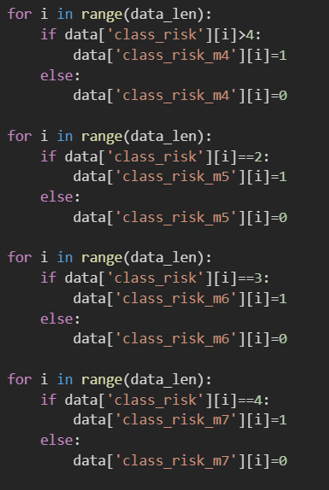 for i in range(data_len):
    if data['class_risk'][i]>4:
        data['class_risk_m4'][i]=1
    else:
        data['class_risk_m4'][i]=0

for i in range(data_len):
    if data['class_risk'][i]==2:
        data['class_risk_m5'][i]=1
    else:
        data['class_risk_m5'][i]=0

for i in range(data_len):
    if data['class_risk'][i]==3:
        data['class_risk_m6'][i]=1
    else:
        data['class_risk_m6'][i]=0

for i in range(data_len):
    if data['class_risk'][i]==4:
        data['class_risk_m7'][i]=1
    else:
        data['class_risk_m7'][i]=0